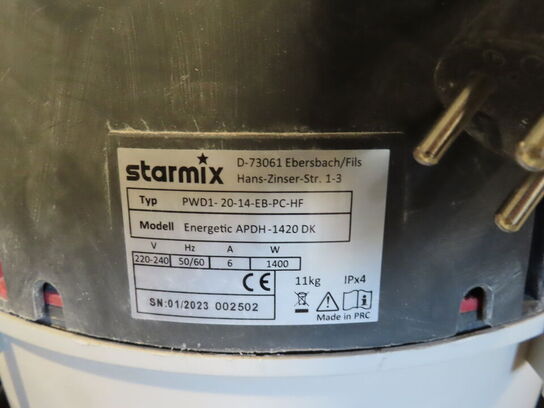 starmix
D-73061 Ebersbach/Fils
Hans-Zinser-Str. 1-3
Typ PWD1- 20-14-EB-PC-HF
Modell Energetic APDH -1420 DK
V Hz A W
220-240 50/60 6 1400
CE 11kg IPx4
SN:01/2023 002502
Made in PRC